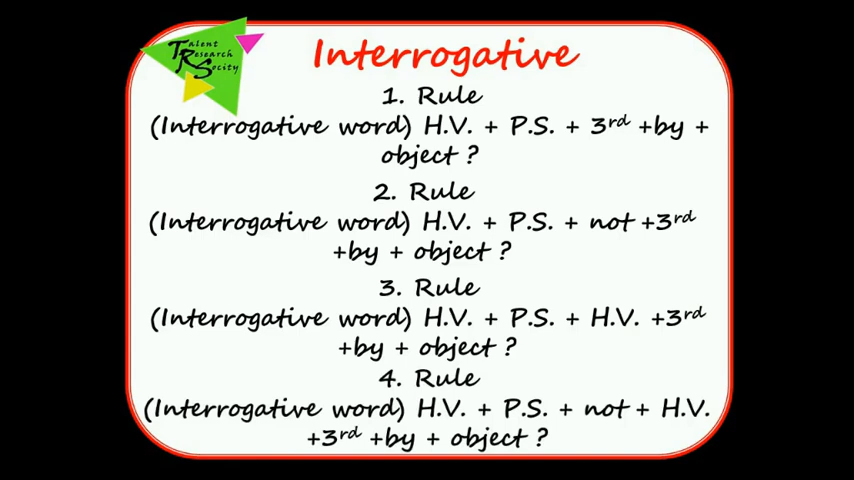 Talent
Research
Socity
Interrogative
1. Rule
(Interrogative word) H.V. + P.S. + 3rd +by +
object ?
2. Rule
(Interrogative word) H.V. + P.S. + not +3rd
+by + object ?
3. Rule
(Interrogative word) H.V. + P.S. + H.V. +3rd
+by + object ?
4. Rule
(Interrogative word) H.V. + P.S. + not + H.V.
+3rd +by + object ?